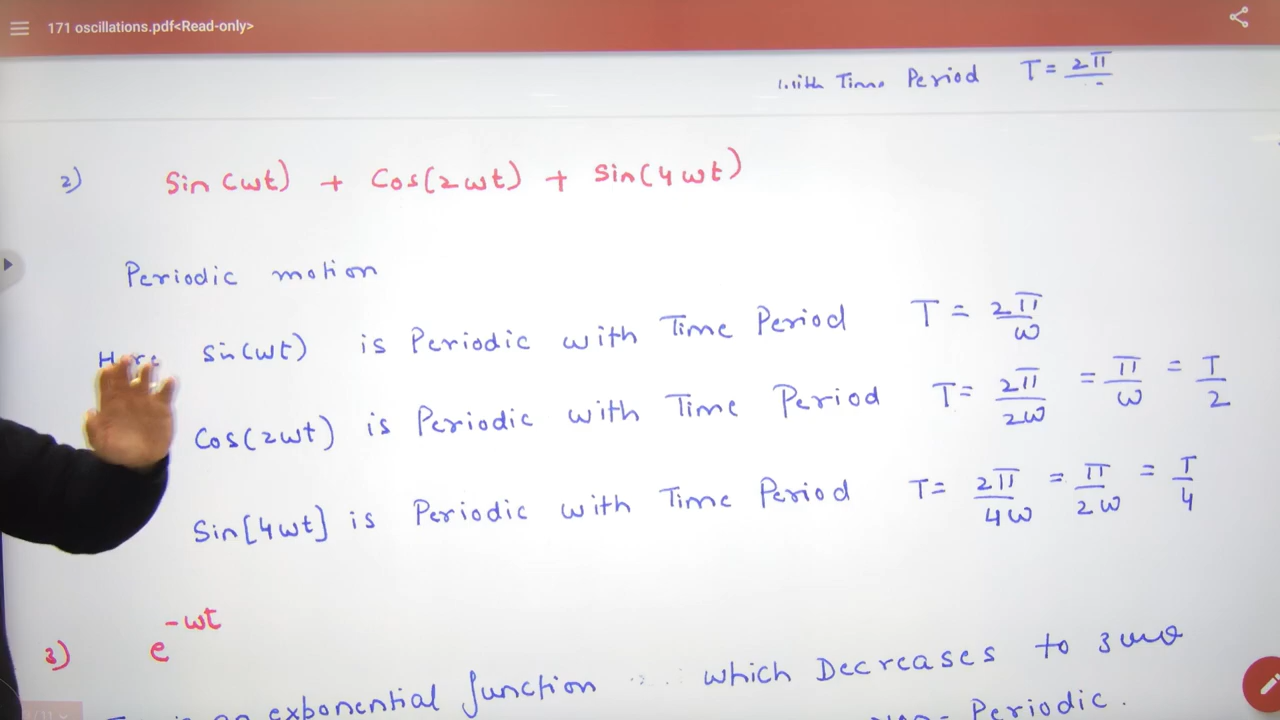 171 oscillations.pdf<Read-only>
with Time Period T = 2π
2) Sin(ωt) + Cos(2ωt) + Sin(4ωt)
Periodic motion
Here sin(ωt) is Periodic with Time Period T = 2π/ω
Cos(2ωt) is Periodic with Time Period T = 2π/2ω = π/ω = T/2
Sin[4ωt] is Periodic with Time Period T = 2π/4ω = π/2ω = T/4
3) e^-ωt
exponential function which Decreases to zero
Periodic.